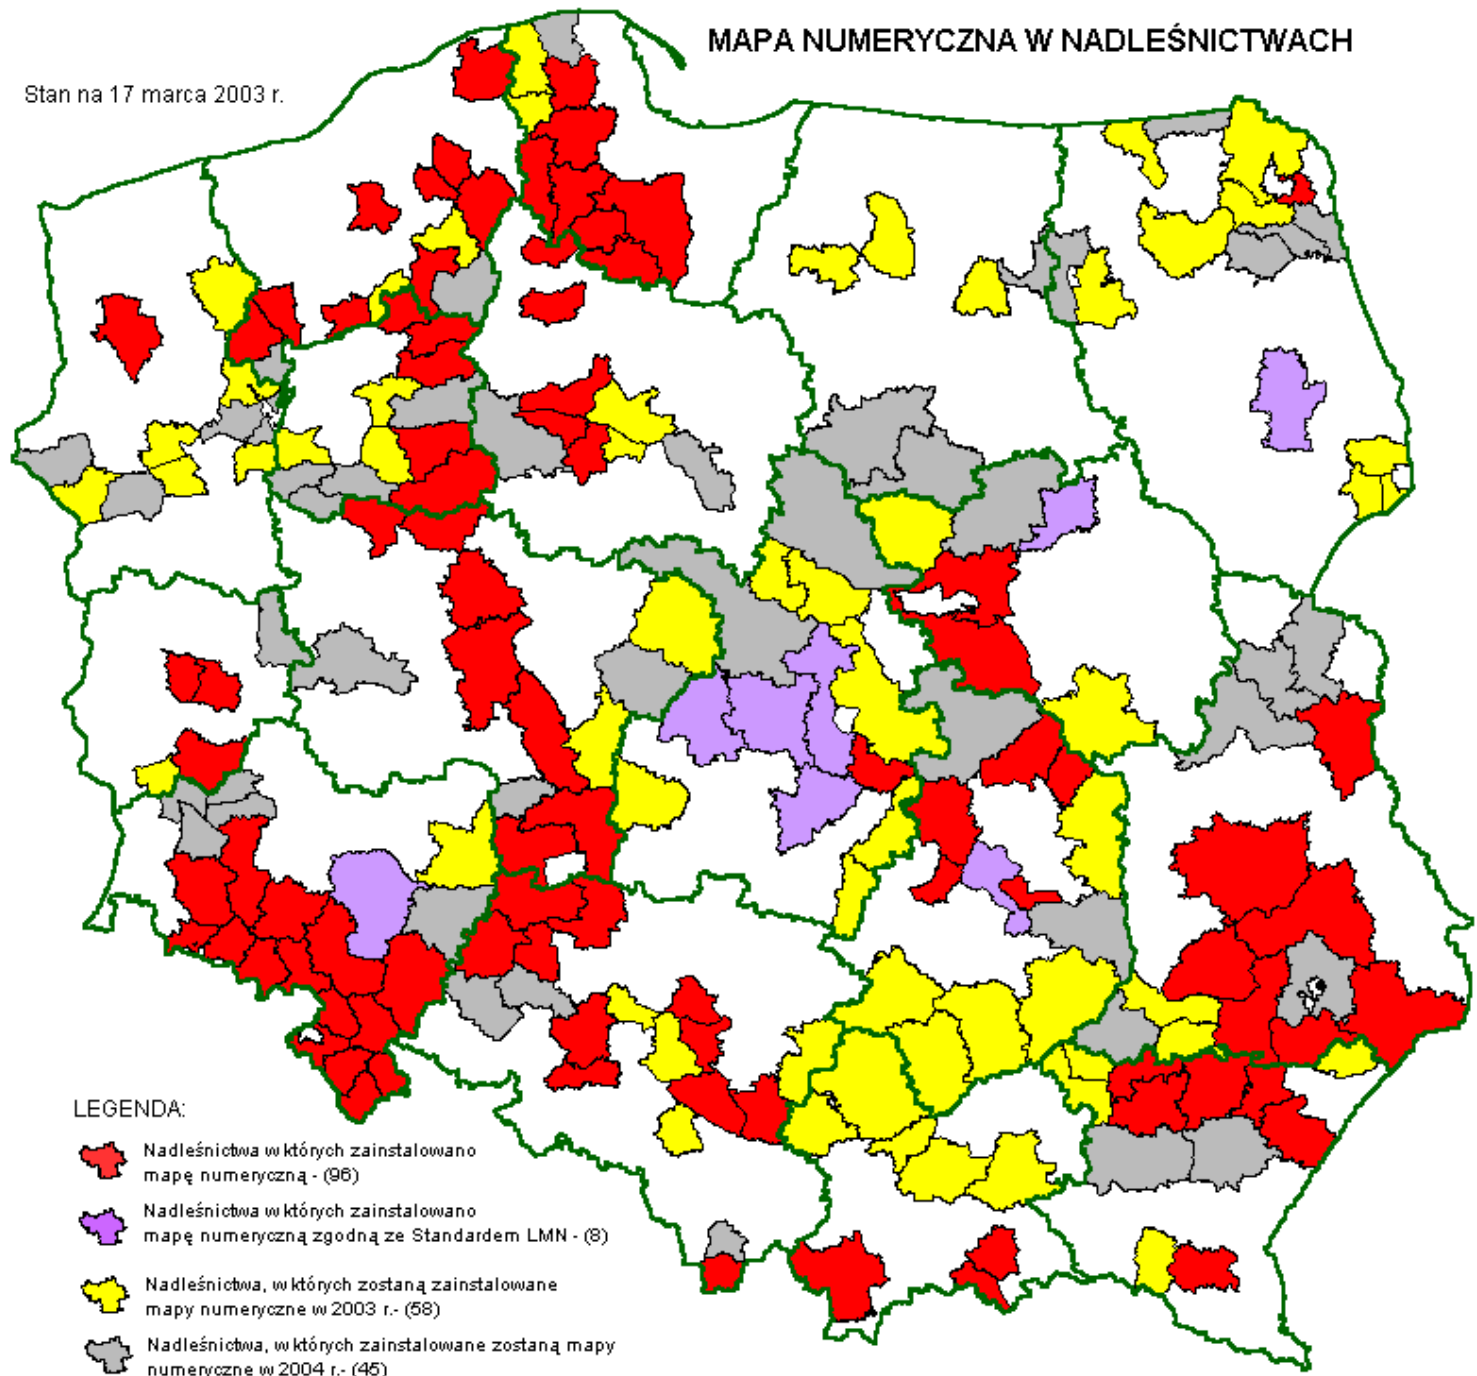 MAPA NUMERYCZNA W NADLEŚNICTWACH
Stan na 17 marca 2003 r.
LEGENDA:
Nadleśnictwa w których zainstalowano
mapę numeryczną - (96)
Nadleśnictwa w których zainstalowano
mapę numeryczną zgodną ze Standardem LMN - (8)
Nadleśnictwa, w których zostaną zainstalowane
mapy numeryczne w 2003 r.- (58)
Nadleśnictwa, w których zainstalowane zostaną mapy
numeryczne w 2004 r.- (45)